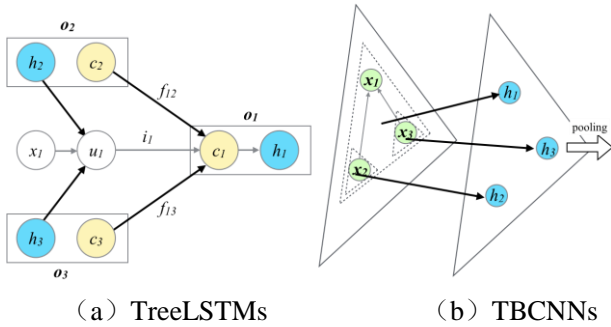 o₂
h₂ c₂
f₁₂
o₁
x₁ u₁ i₁ c₁ h₁
f₁₃
h₃ c₃
o₃
(a) TreeLSTMs
x₁
x₃
x₂
h₁
h₃
h₂
pooling
(b) TBCNNs